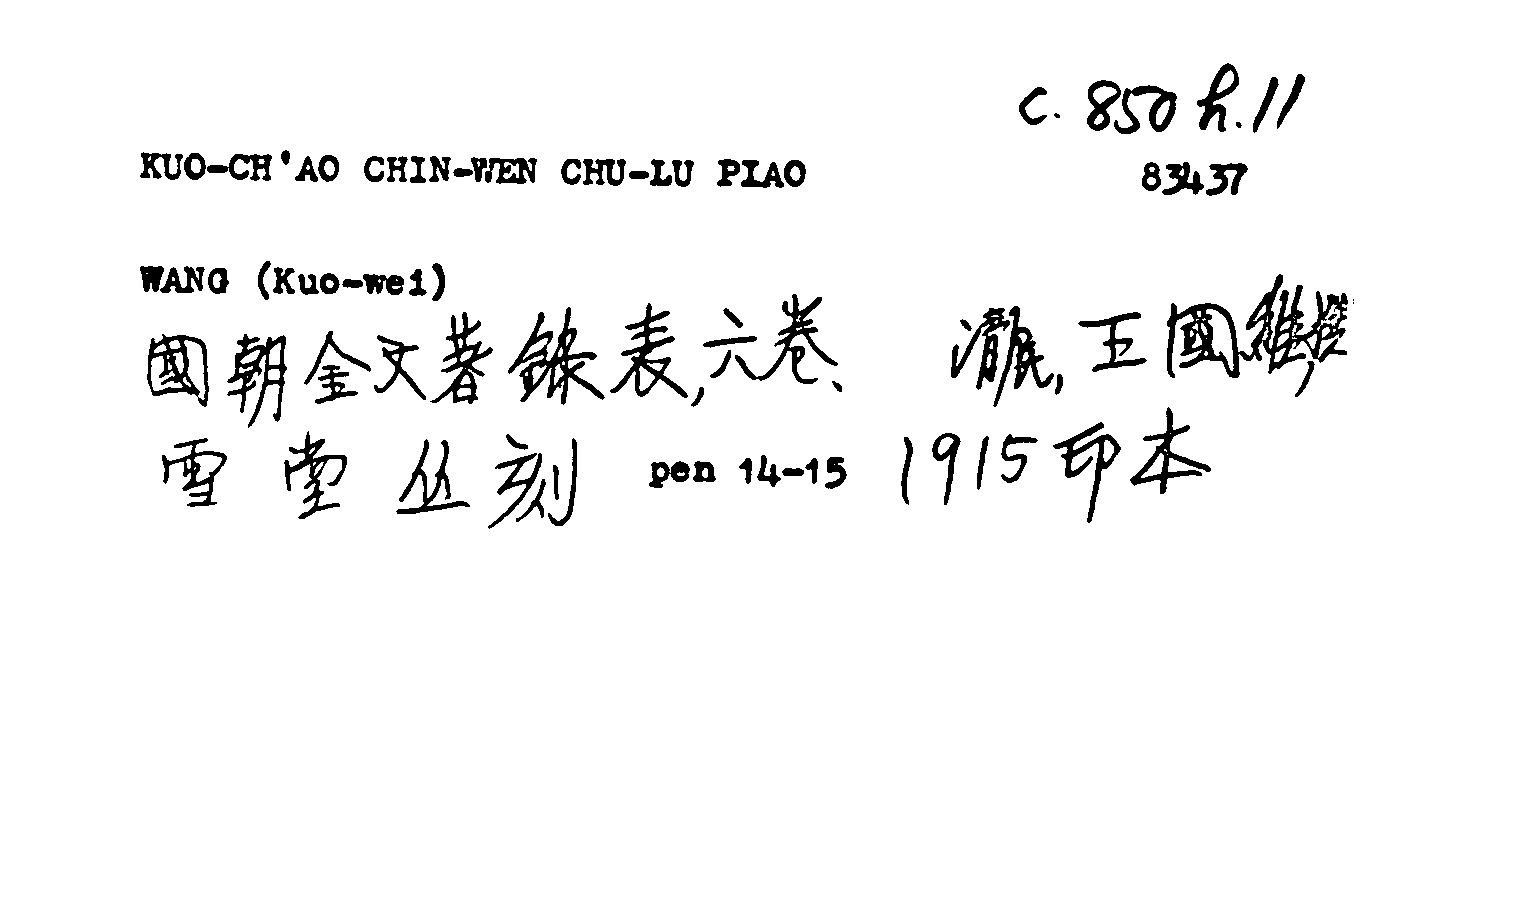 c. 850 h.11
KUO-CH'AO CHIN-WEN CHU-LU PIAO 83437
WANG (Kuo-wei)
國朝金文著錄表,六卷、 王國維撰
雪堂丛刻 pen 14-15 1915印本